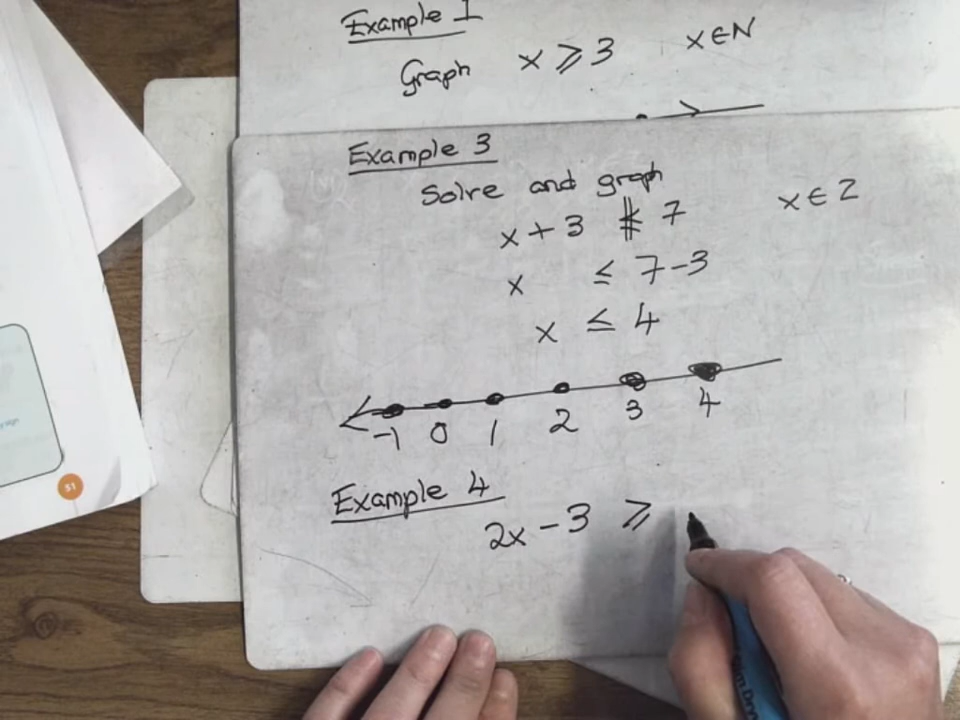 Example 1
Graph x ⩾ 3 x ∈ N
Example 3
Solve and graph
x + 3 ≤ 7 x ∈ Z
x ≤ 7 - 3
x ≤ 4
-1 0 1 2 3 4
Example 4
2x - 3 ⩾
51